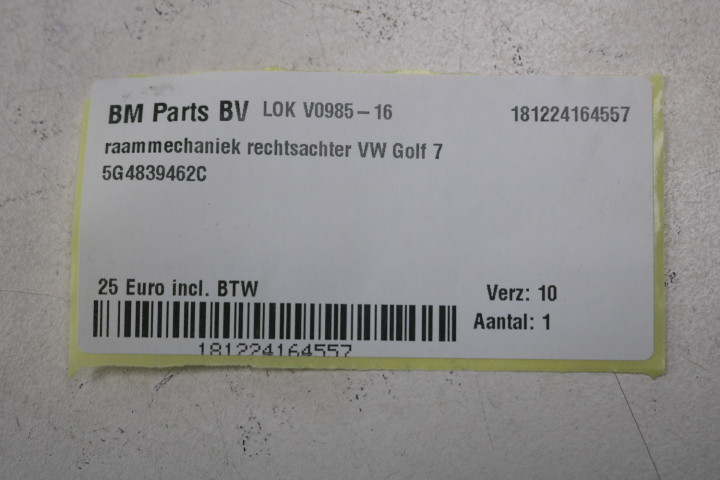 BM Parts BV LOK V0985-16 181224164557
raammechaniek rechtsachter VW Golf 7
5G4839462C
25 Euro incl. BTW Verz: 10
Aantal: 1
181224164557